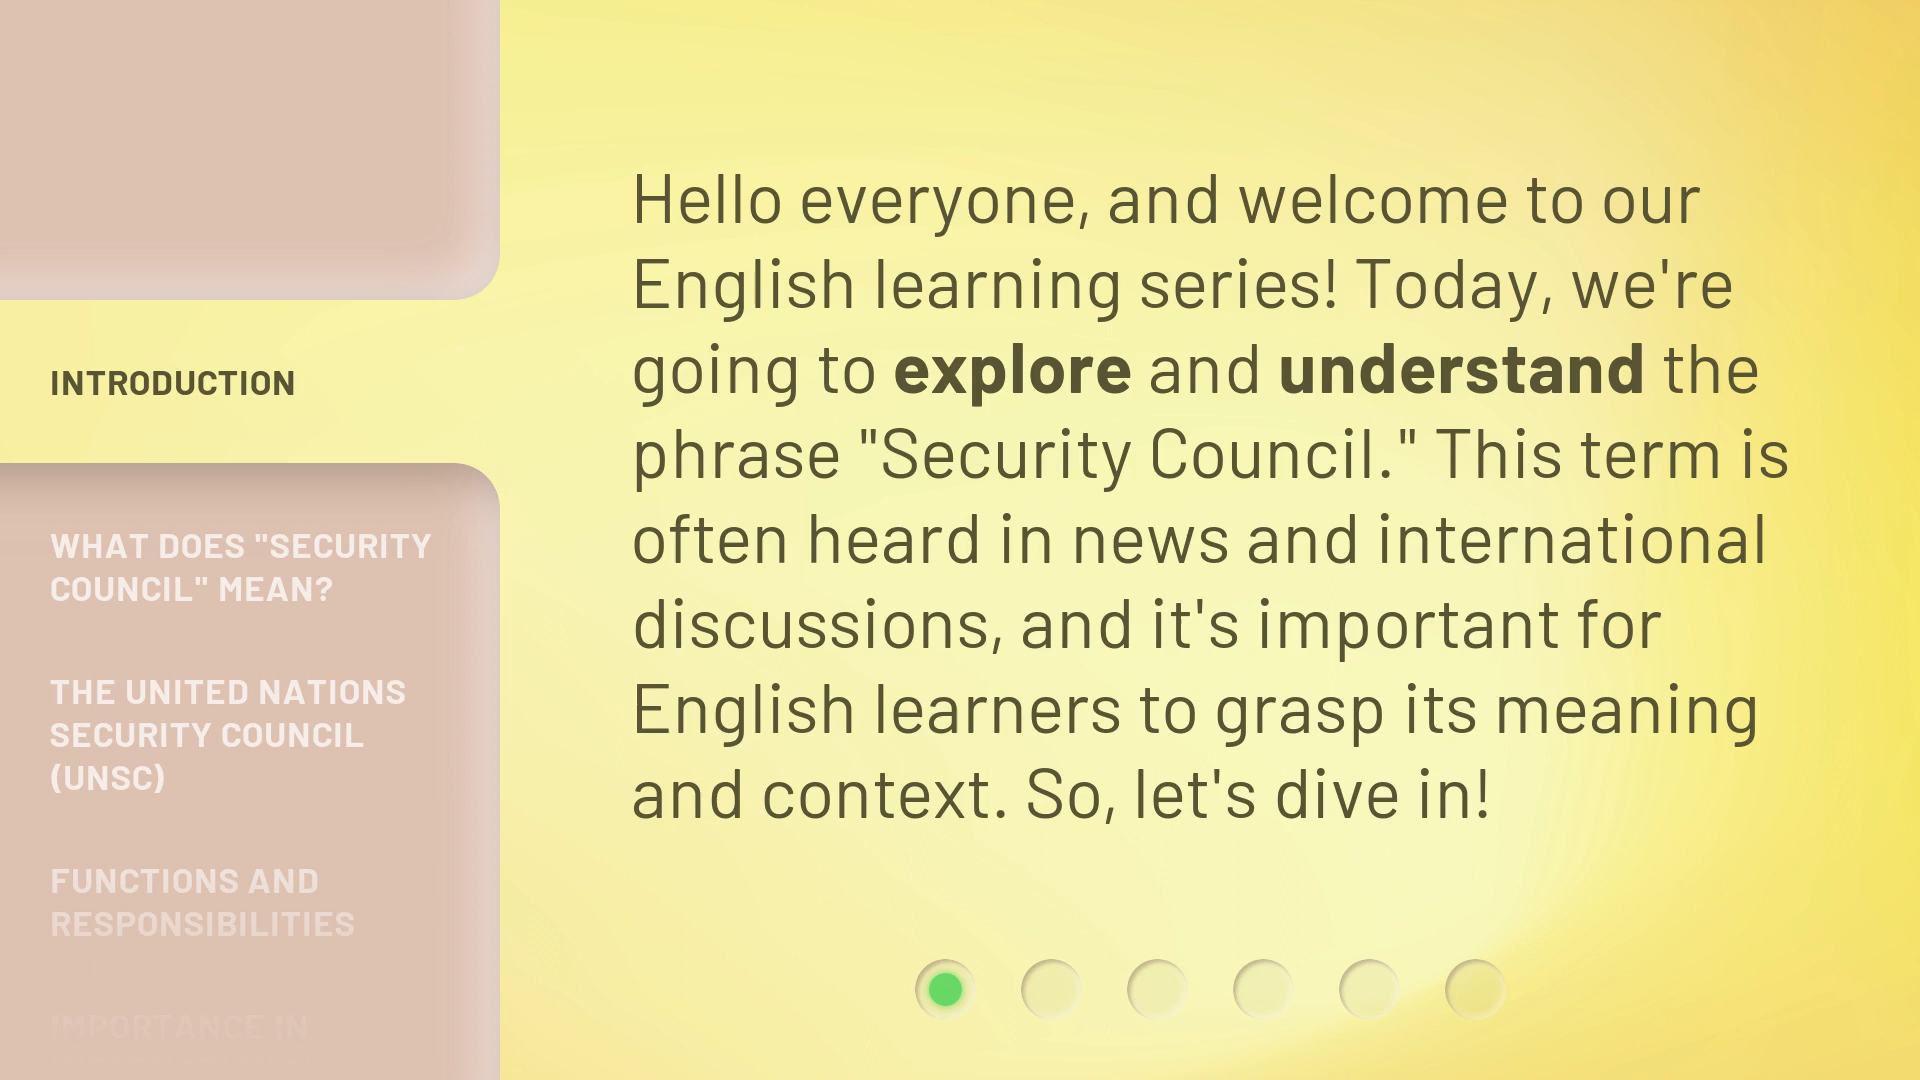 INTRODUCTION
WHAT DOES "SECURITY
COUNCIL" MEAN?
THE UNITED NATIONS
SECURITY COUNCIL
(UNSC)
FUNCTIONS AND
RESPONSIBILITIES
IMPORTANCE IN
Hello everyone, and welcome to our
English learning series! Today, we're
going to explore and understand the
phrase "Security Council." This term is
often heard in news and international
discussions, and it's important for
English learners to grasp its meaning
and context. So, let's dive in!